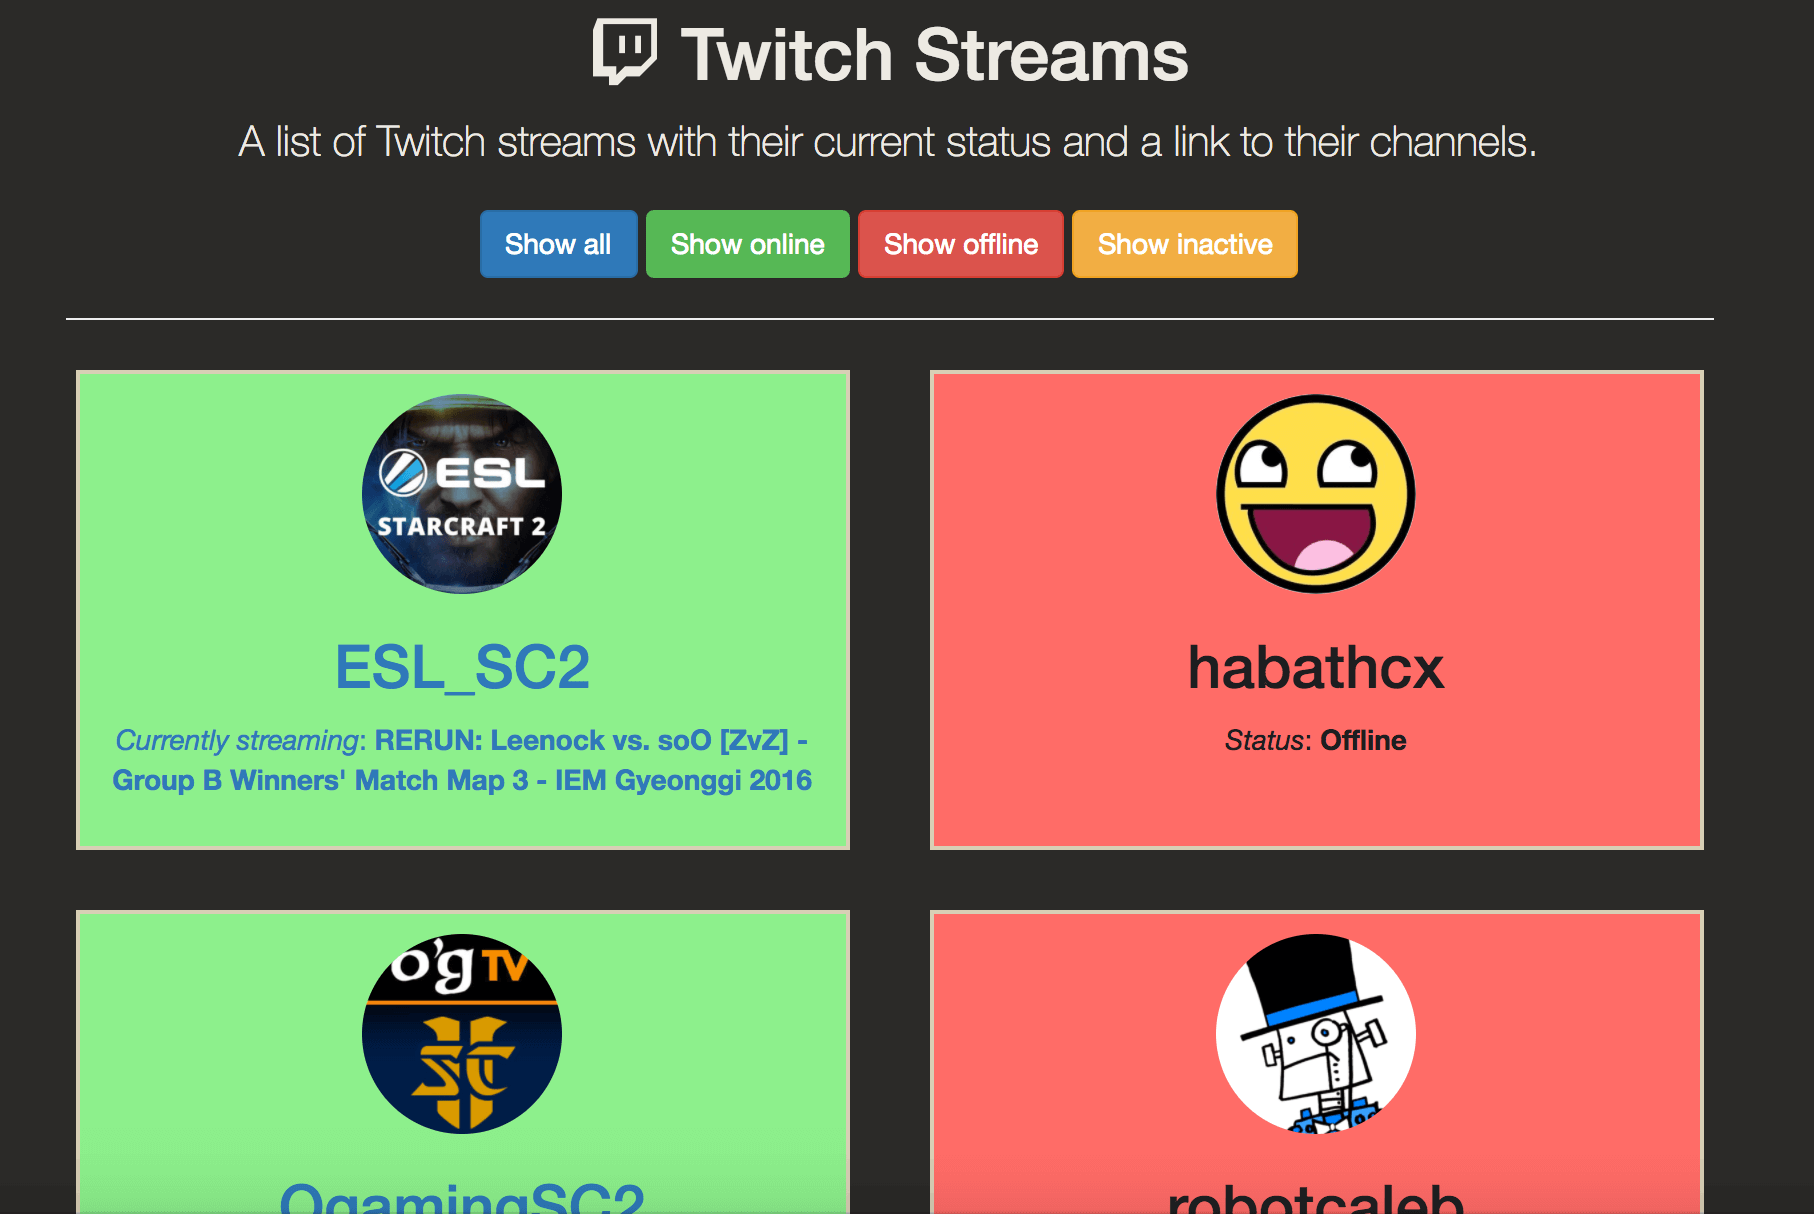 Twitch Streams
A list of Twitch streams with their current status and a link to their channels.
Show all
Show online
Show offline
Show inactive
ESL
STARCRAFT 2
ESL_SC2
Currently streaming: RERUN: Leenock vs. soO [ZvZ] -
Group B Winners' Match Map 3 - IEM Gyeonggi 2016
habathcx
Status: Offline
o'g TV
SC
OgamingSC2
robotcaleb